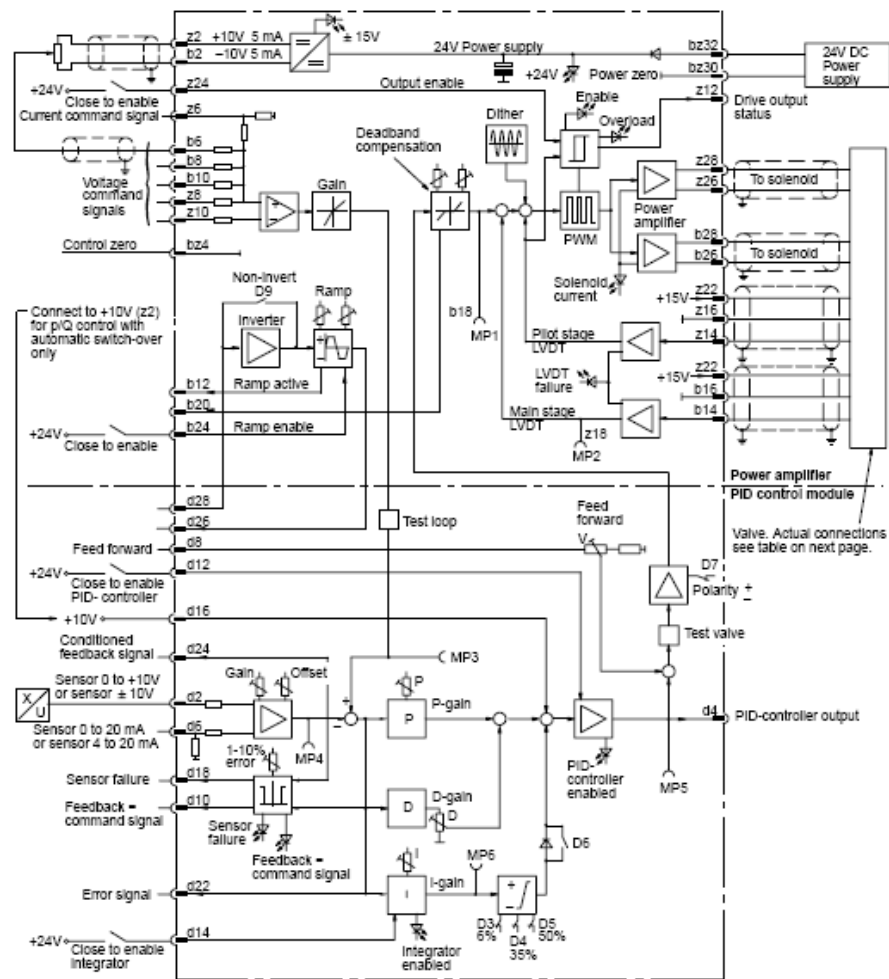 z2 +10V 5 mA
b2 –10V 5 mA
± 15V
24V Power supply
bz32
24V DC
Power
supply
+24V
z24
Close to enable
Output enable
+24V
Power zero
bz30
z12
Drive output
status
Current command signal
z6
Enable
Overload
Dither
Deadband
compensation
b6
b8
b10
z8
z10
Voltage
command
signals
Gain
z28
z26
To solenoid
Power
amplifier
PWM
b28
b26
To solenoid
Solenoid
current
Control zero
bz4
Non-invert
D9
Ramp
Inverter
Connect to +10V (z2)
for p/Q control with
automatic switch-over
only
b18
MP1
z22
+15V
z16
z14
Pilot stage
LVDT
LVDT
failure
z22
+15V
b16
b14
Main stage
LVDT
z18
MP2
b12
Ramp active
b20
+24V
b24
Close to enable
Ramp enable
Power amplifier
PID control module
Valve. Actual connections
see table on next page.
d28
d26
Test loop
Feed
forward
V
Feed forward
d8
+24V
d12
Close to enable
PID- controller
D7
Polarity + –
Test valve
+10V
d16
Conditioned
feedback signal
d24
MP3
Sensor 0 to +10V
or sensor ± 10V
X
U
d2
Gain
Offset
+
–
P
P
P-gain
d4
PID-controller output
Sensor 0 to 20 mA
or sensor 4 to 20 mA
d6
1-10%
error
MP4
PID-
controller
enabled
MP5
Sensor failure
d18
Feedback =
command signal
d10
Sensor
failure
Feedback =
command signal
D
D-gain
D
D6
I
MP6
I
I-gain
+
–
Error signal
d22
D3
6%
D4
35%
D5
50%
+24V
d14
Close to enable
Integrator
Integrator
enabled